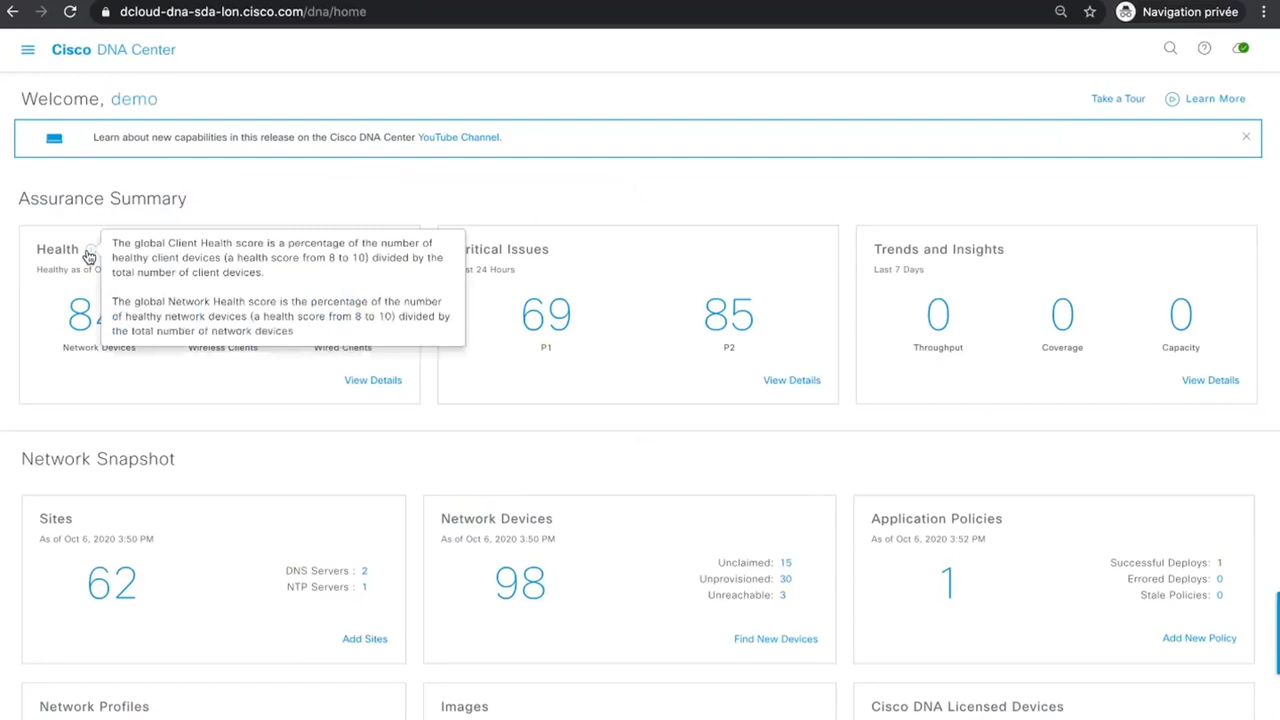 dcloud-dna-sda-lon.cisco.com/dna/home
Navigation privée
Cisco DNA Center
Welcome, demo
Take a Tour
Learn More
Learn about new capabilities in this release on the Cisco DNA Center YouTube Channel.
Assurance Summary
Health
Healthy as of O
The global Client Health score is a percentage of the number of
healthy client devices (a health score from 8 to 10) divided by the
total number of client devices.
The global Network Health score is the percentage of the number
of healthy network devices (a health score from 8 to 10) divided by
the total number of network devices
Network Devices
Wireless Clients
Wired Clients
View Details
ritical Issues
st 24 Hours
69
P1
85
P2
View Details
Trends and Insights
Last 7 Days
0
Throughput
0
Coverage
0
Capacity
View Details
Network Snapshot
Sites
As of Oct 6, 2020 3:50 PM
62
DNS Servers : 2
NTP Servers : 1
Add Sites
Network Devices
As of Oct 6, 2020 3:50 PM
98
Unclaimed: 15
Unprovisioned: 30
Unreachable: 3
Find New Devices
Application Policies
As of Oct 6, 2020 3:52 PM
1
Successful Deploys: 1
Errored Deploys: 0
Stale Policies: 0
Add New Policy
Network Profiles
Images
Cisco DNA Licensed Devices